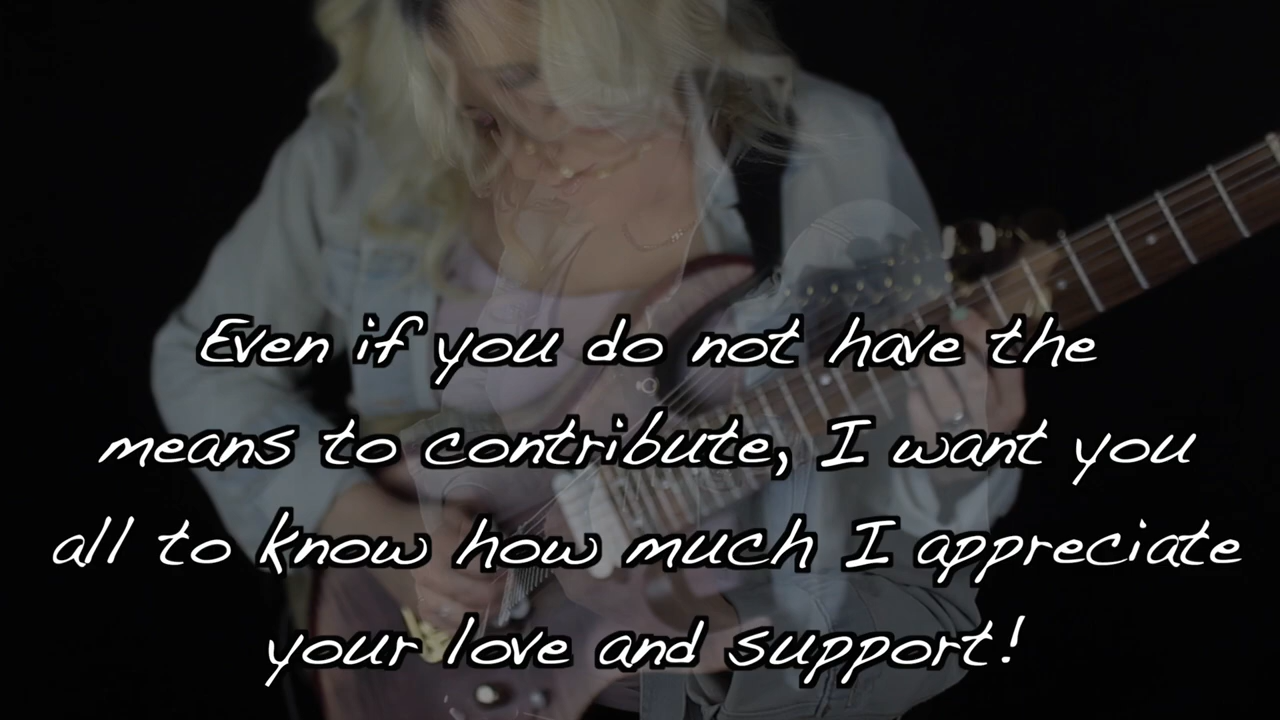 Even if you do not have the
means to contribute, I want you
all to know how much I appreciate
your love and support!